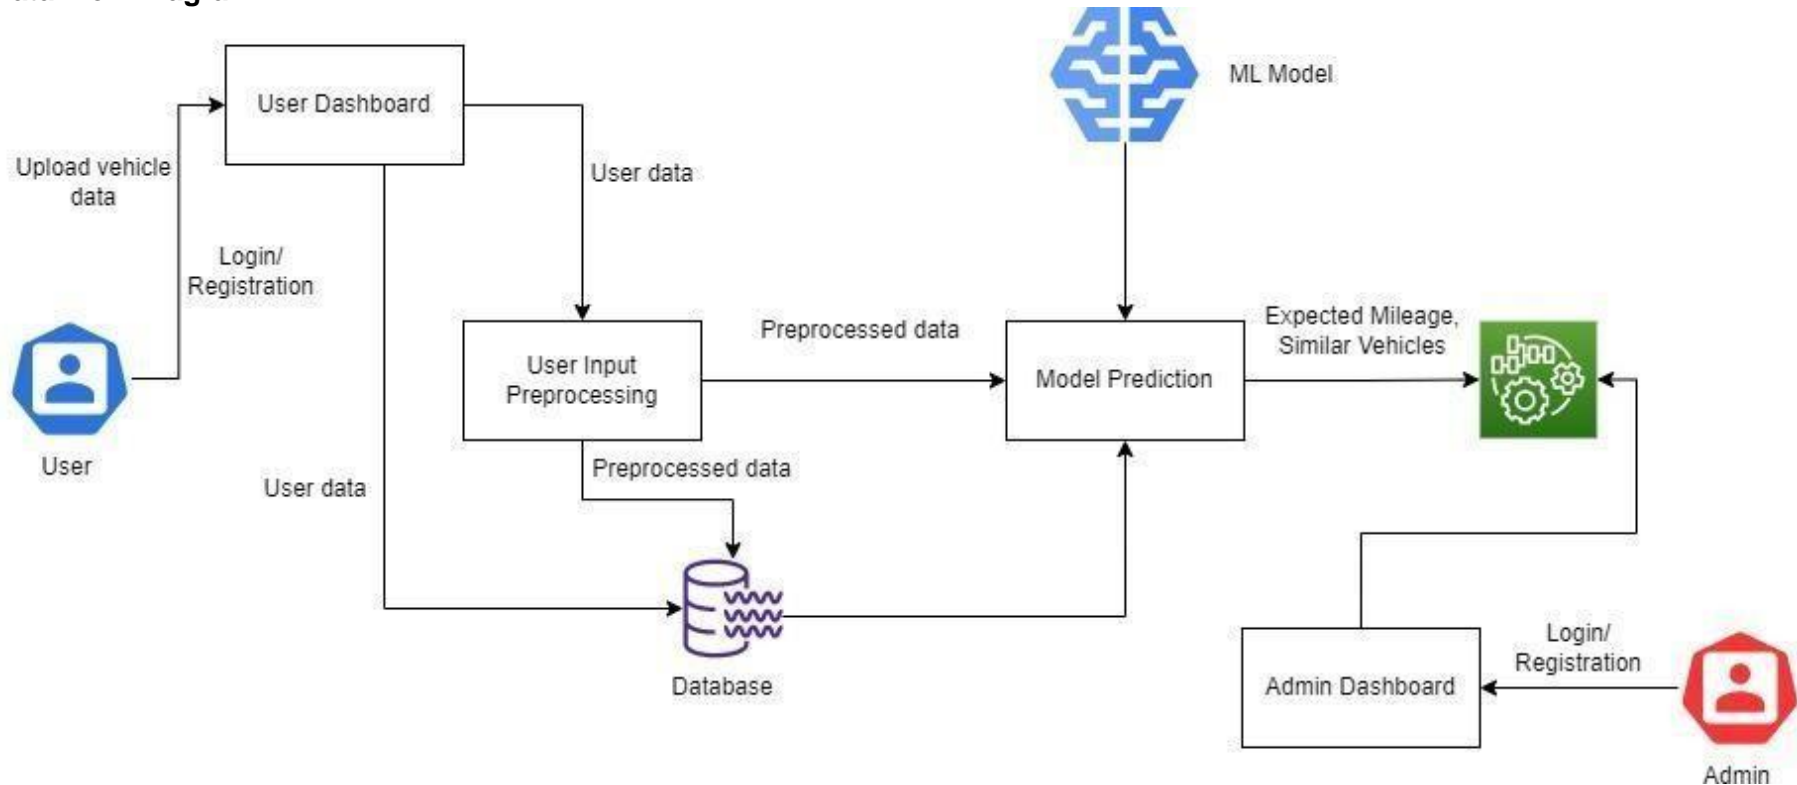 ML Model
User Dashboard
Upload vehicle
data
User data
Login/
Registration
Expected Mileage,
Similar Vehicles
Preprocessed data
User Input
Preprocessing
Model Prediction
User
Preprocessed data
User data
Login/
Registration
Database
Admin Dashboard
Admin